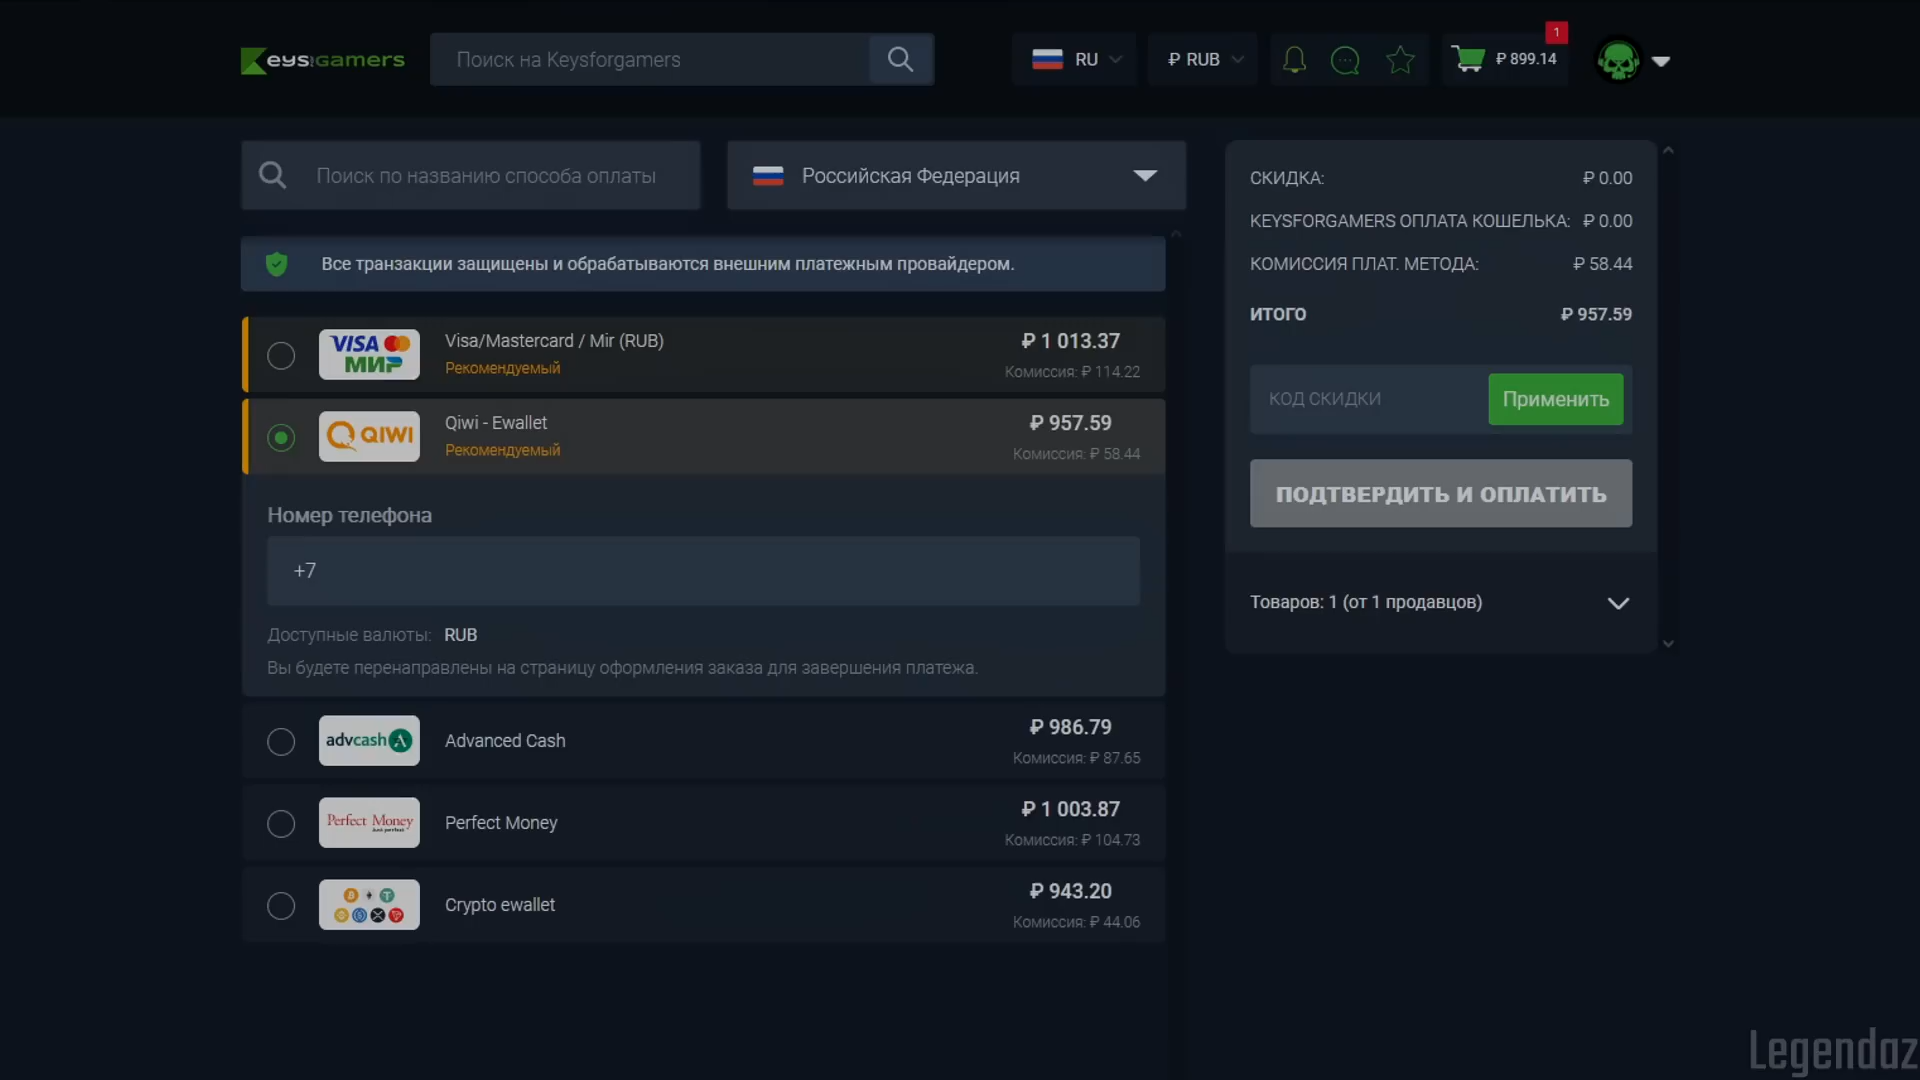 Keys for Gamers
Поиск на Keysforgamers
RU
₽ RUB
₽ 899.14
1
Поиск по названию способа оплаты
Российская Федерация
Все транзакции защищены и обрабатываются внешним платежным провайдером.
VISA
МИР
Visa/Mastercard / Mir (RUB)
Рекомендуемый
₽ 1 013.37
Комиссия: ₽ 114.22
QIWI
Qiwi - Ewallet
Рекомендуемый
₽ 957.59
Комиссия: ₽ 58.44
Номер телефона
+7
Доступные валюты: RUB
Вы будете перенаправлены на страницу оформления заказа для завершения платежа.
advcash
Advanced Cash
₽ 986.79
Комиссия: ₽ 87.65
Perfect Money
Perfect Money
₽ 1 003.87
Комиссия: ₽ 104.73
Crypto ewallet
₽ 943.20
Комиссия: ₽ 44.06
СКИДКА: ₽ 0.00
KEYSFORGAMERS ОПЛАТА КОШЕЛЬКА: ₽ 0.00
КОМИССИЯ ПЛАТ. МЕТОДА: ₽ 58.44
ИТОГО ₽ 957.59
КОД СКИДКИ
Применить
ПОДТВЕРДИТЬ И ОПЛАТИТЬ
Товаров: 1 (от 1 продавцов)
Legendaz